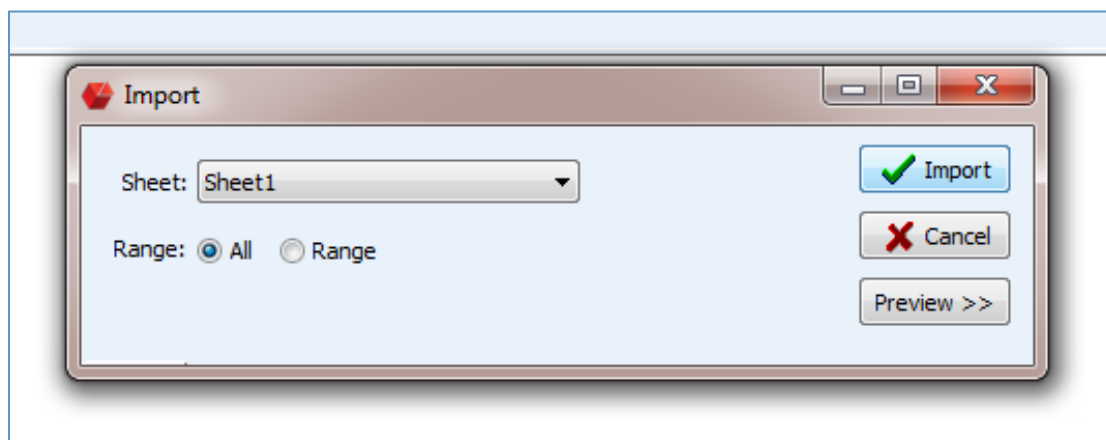 Import
Sheet: Sheet1
Import
Range: All Range
Cancel
Preview >>